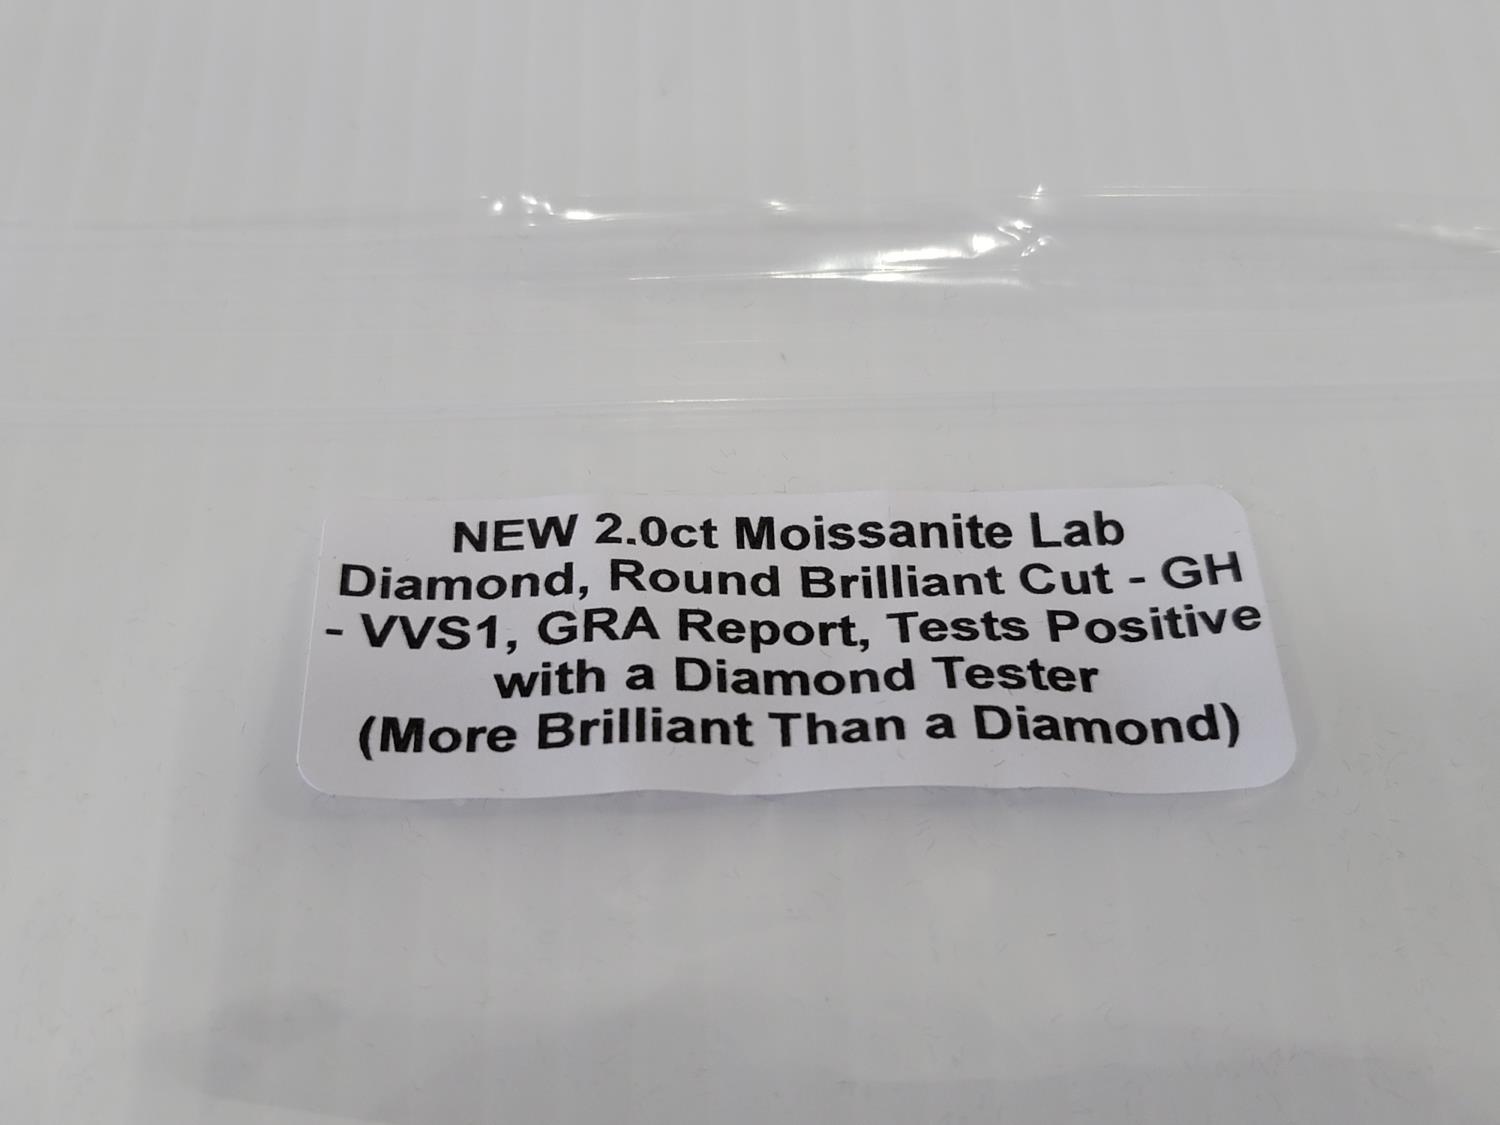 NEW 2.0ct Moissanite Lab
Diamond, Round Brilliant Cut - GH
- VVS1, GRA Report, Tests Positive
with a Diamond Tester
(More Brilliant Than a Diamond)